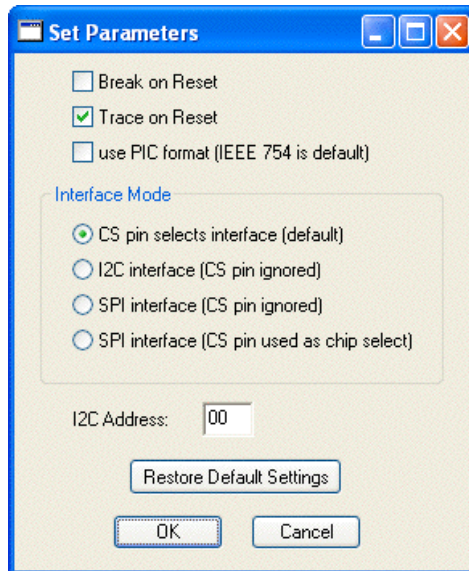 Set Parameters
Break on Reset
Trace on Reset
use PIC format (IEEE 754 is default)
Interface Mode
CS pin selects interface (default)
I2C interface (CS pin ignored)
SPI interface (CS pin ignored)
SPI interface (CS pin used as chip select)
I2C Address: 00
Restore Default Settings
OK Cancel